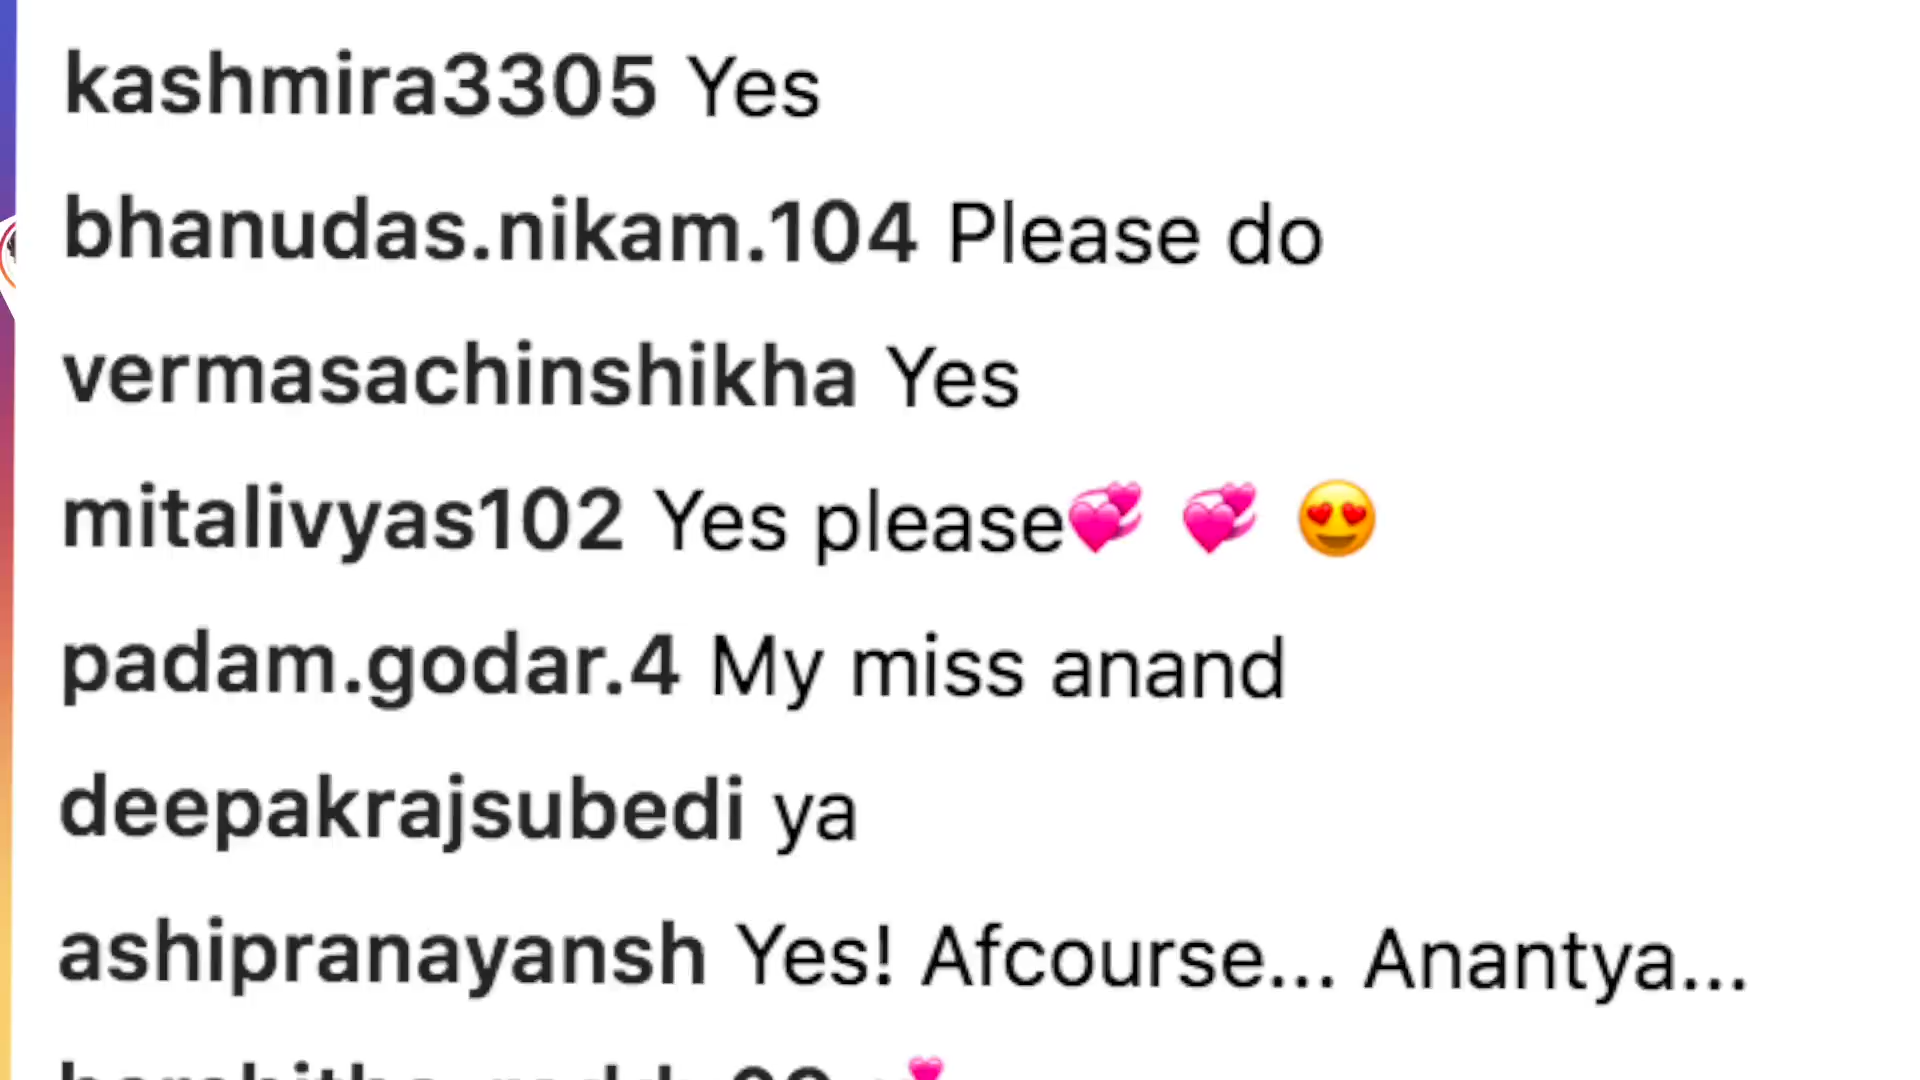 kashmira3305 Yes
bhanudas.nikam.104 Please do
vermasachinshikha Yes
mitalivyas102 Yes please💞 💞 😍
padam.godar.4 My miss anand
deepakrajsubedi ya
ashipranayansh Yes! Afcourse... Anantya...